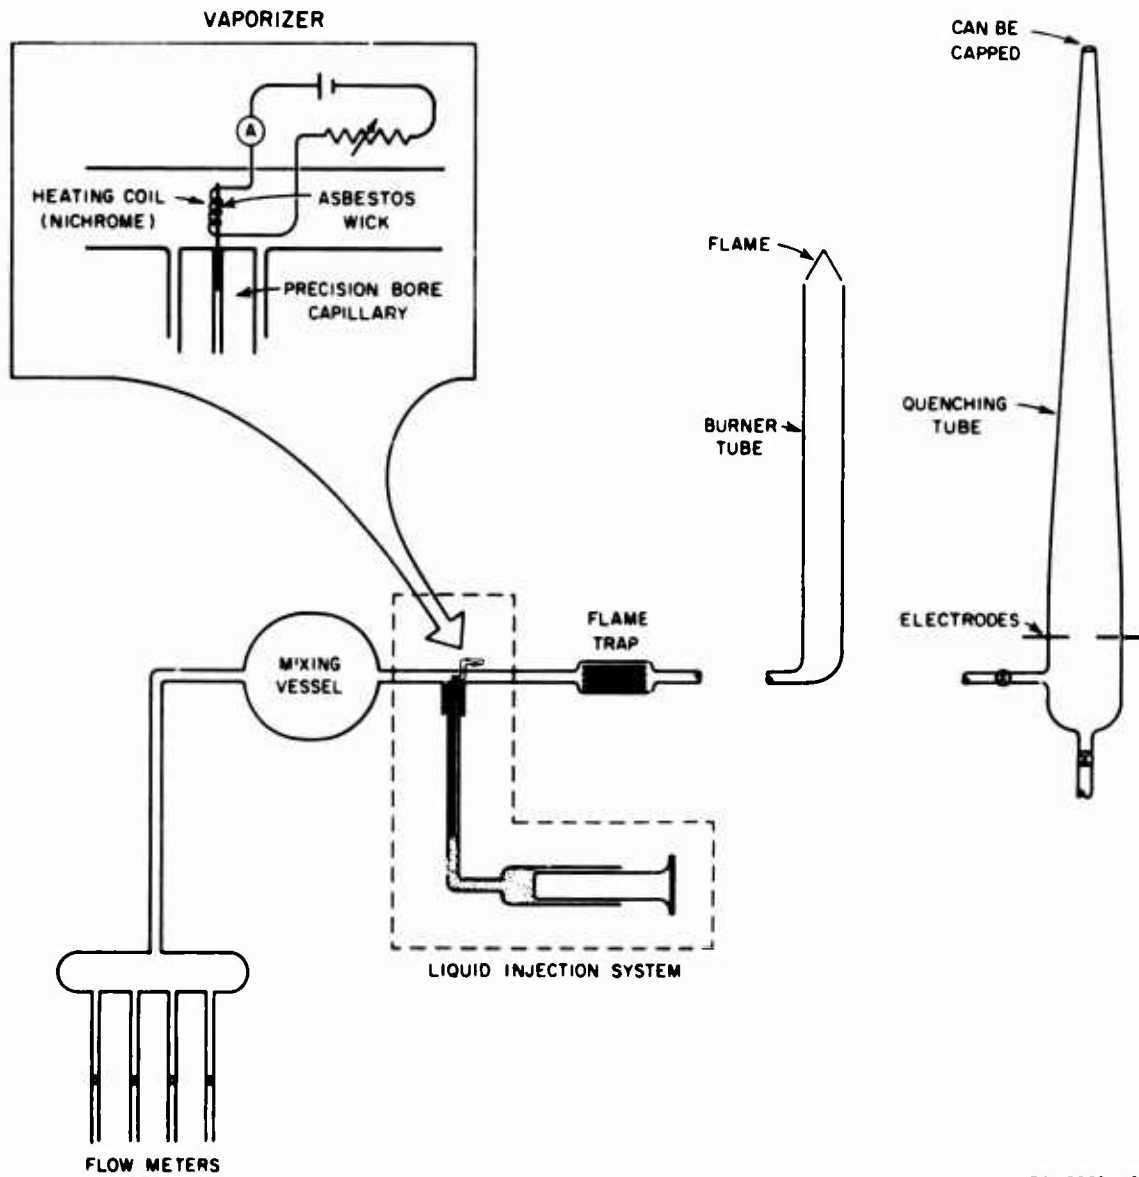 VAPORIZER
A
HEATING COIL
(NICHROME)
ASBESTOS
WICK
PRECISION BORE
CAPILLARY
CAN BE
CAPPED
FLAME
BURNER
TUBE
QUENCHING
TUBE
ELECTRODES
FLAME
TRAP
MIXING
VESSEL
LIQUID INJECTION SYSTEM
FLOW METERS